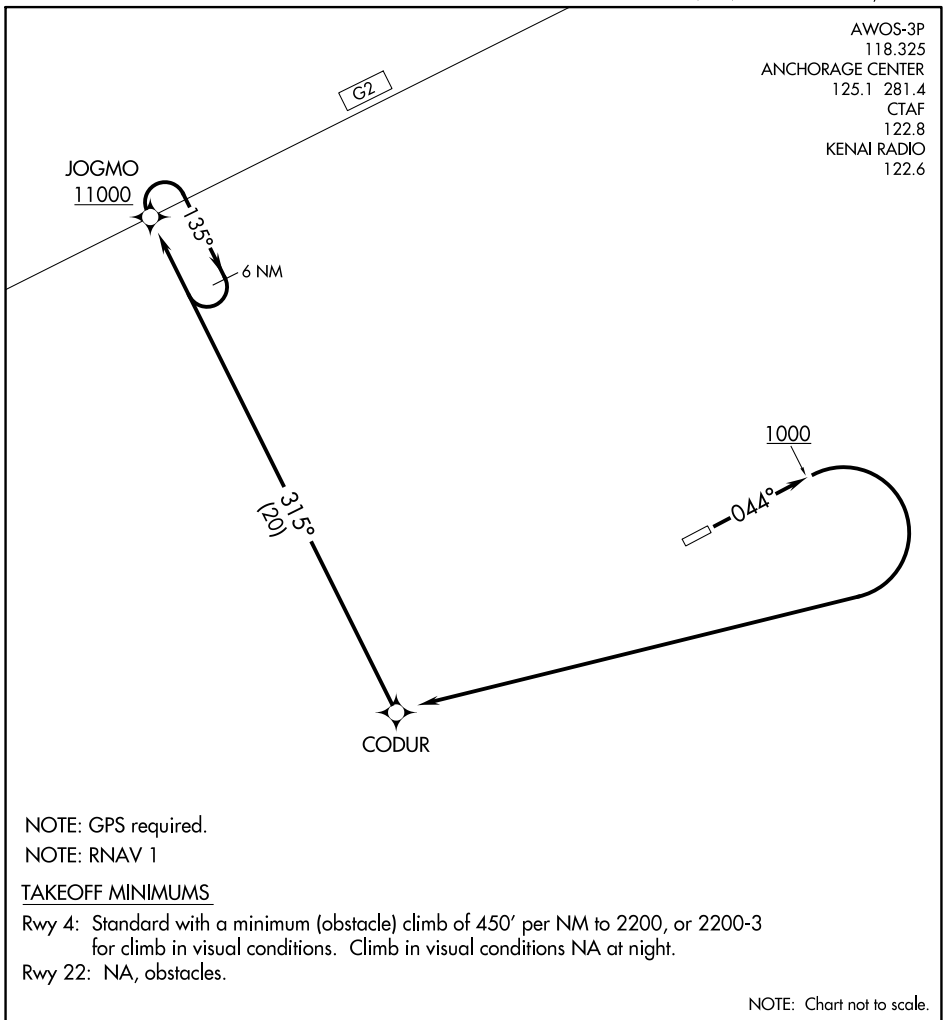 AWOS-3P
118.325
ANCHORAGE CENTER
125.1 281.4
CTAF
122.8
KENAI RADIO
122.6
G2
JOGMO
11000
135°
6 NM
1000
044°
315°
(20)
CODUR
NOTE: GPS required.
NOTE: RNAV 1
TAKEOFF MINIMUMS
Rwy 4: Standard with a minimum (obstacle) climb of 450' per NM to 2200, or 2200-3
for climb in visual conditions. Climb in visual conditions NA at night.
Rwy 22: NA, obstacles.
NOTE: Chart not to scale.